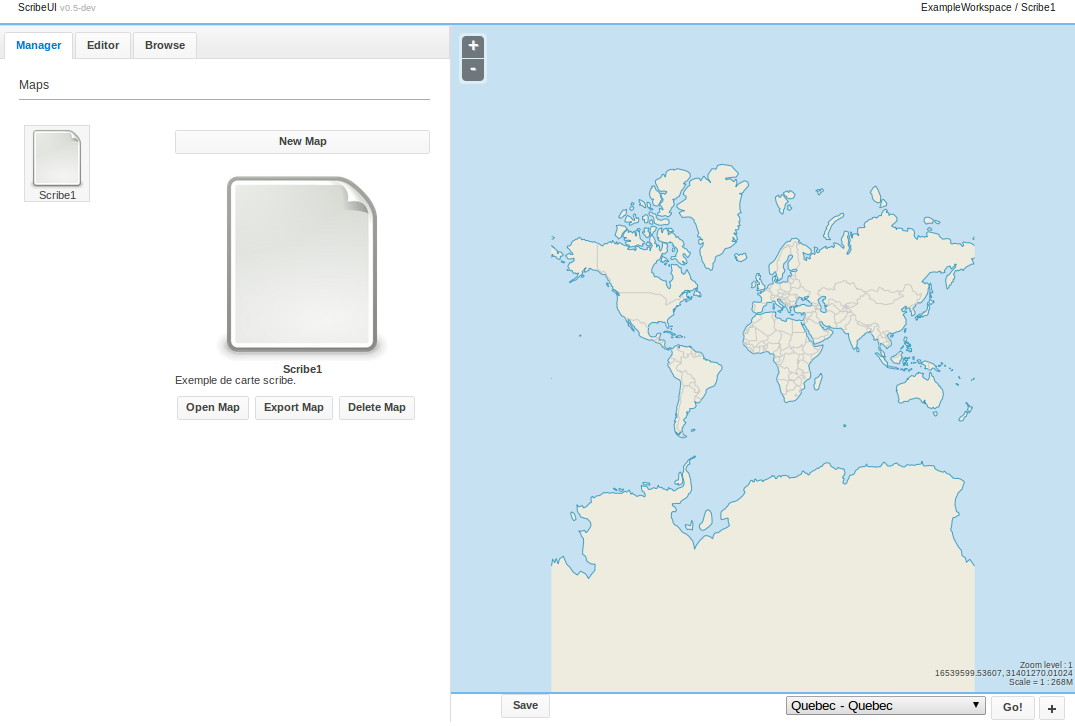 ScribeUI v0.5-dev
ExampleWorkspace / Scribe1
Manager
Editor
Browse
Maps
Scribe1
New Map
Scribe1
Exemple de carte scribe.
Open Map
Export Map
Delete Map
+
-
Zoom level : 1
16539599.53607, 31401270.01024
Scale = 1 : 268M
Save
Quebec - Quebec
Go!
+